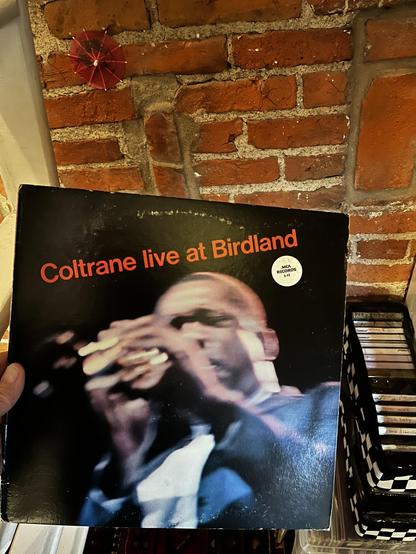 Coltrane live at Birdland
MCA
RECORDS